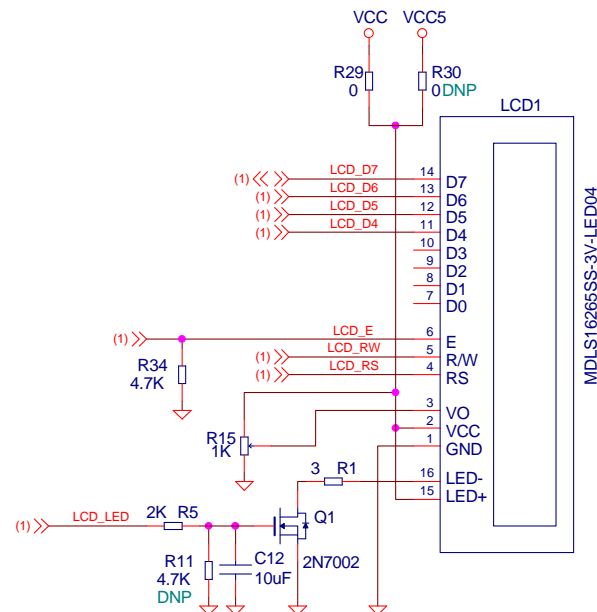 VCC VCC5
R29 R30
0 0 DNP
LCD1
LCD_D7 14 D7
(1)
LCD_D6 13 D6
(1)
LCD_D5 12 D5
(1)
LCD_D4 11 D4
(1)
10 D3
9 D2
8 D1
7 D0
MDLS16265SS-3V-LED04
(1) LCD_E 6 E
LCD_RW 5 R/W
(1)
R34
4.7K
LCD_RS 4 RS
(1)
3 VO
R15 2 VCC
1K 1 GND
3 R1 16 LED-
15 LED+
2K R5 Q1
(1) LCD_LED
R11 C12 2N7002
4.7K 10uF
DNP